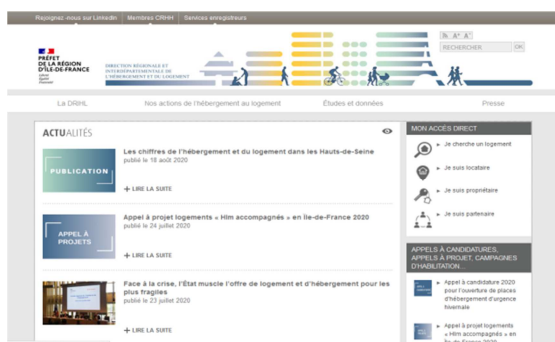 Rejoignez-nous sur LinkedIn Membres CRHH Services enregistreurs
PRÉFET
DE LA RÉGION
D'ÎLE-DE-FRANCE
Liberté
Égalité
Fraternité
DIRECTION RÉGIONALE ET
INTERDÉPARTEMENTALE DE
L'HÉBERGEMENT ET DU LOGEMENT
A+ A-
RECHERCHER OK
La DRIHL Nos actions de l'hébergement au logement Études et données Presse
ACTUALITÉS
PUBLICATION
Les chiffres de l'hébergement et du logement dans les Hauts-de-Seine
publié le 18 août 2020
+ LIRE LA SUITE
APPEL À
PROJETS
Appel à projet logements « Hlm accompagnés » en Île-de-France 2020
publié le 24 juillet 2020
+ LIRE LA SUITE
Face à la crise, l'État muscle l'offre de logement et d'hébergement pour les
plus fragiles
publié le 23 juillet 2020
+ LIRE LA SUITE
MON ACCÈS DIRECT
Je cherche un logement
Je suis locataire
Je suis propriétaire
Je suis partenaire
APPELS À CANDIDATURES,
APPELS À PROJET, CAMPAGNES
D'HABILITATION...
Appel à candidature 2020
pour l'ouverture de places
d'hébergement d'urgence
hivernale
Appel à projet logements
« Hlm accompagnés » en
Île-de-France 2020